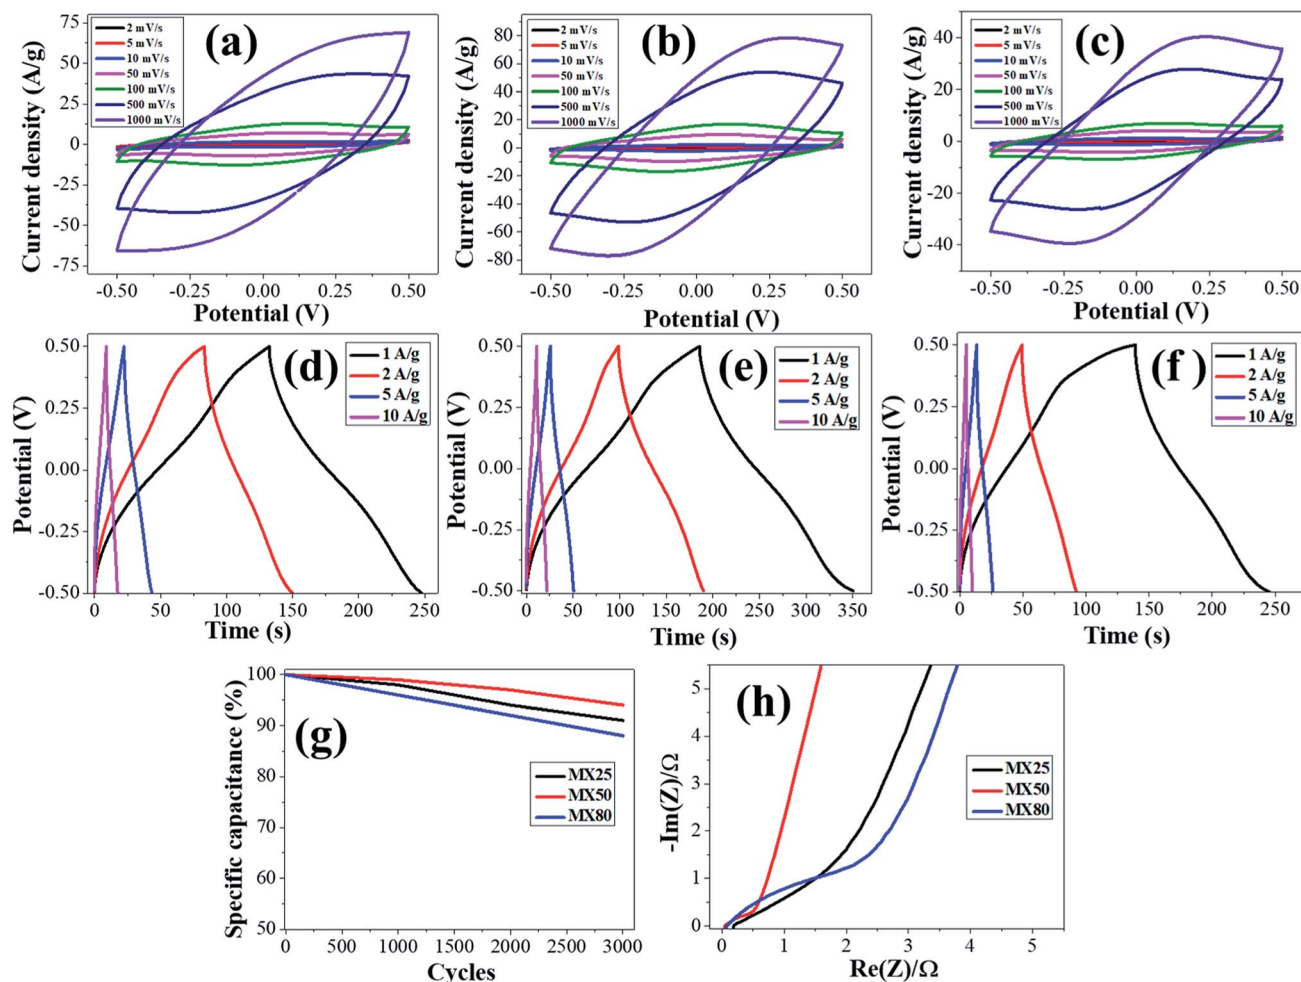 (a)
2 mV/s
5 mV/s
10 mV/s
50 mV/s
100 mV/s
500 mV/s
1000 mV/s
75
50
25
0
-25
-50
-75
Current density (A/g)
-0.50 -0.25 0.00 0.25 0.50
Potential (V)
(b)
2 mV/s
5 mV/s
10 mV/s
50 mV/s
100 mV/s
500 mV/s
1000 mV/s
80
60
40
20
0
-20
-40
-60
-80
Current density (A/g)
-0.50 -0.25 0.00 0.25 0.50
Potential (V)
(c)
2 mV/s
5 mV/s
10 mV/s
50 mV/s
100 mV/s
500 mV/s
1000 mV/s
40
20
0
-20
-40
Current density (A/g)
-0.50 -0.25 0.00 0.25 0.50
Potential (V)
(d)
1 A/g
2 A/g
5 A/g
10 A/g
0.50
0.25
0.00
-0.25
-0.50
Potential (V)
0 50 100 150 200 250
Time (s)
(e)
1 A/g
2 A/g
5 A/g
10 A/g
0.50
0.25
0.00
-0.25
-0.50
Potential (V)
0 50 100 150 200 250 300 350
Time (s)
(f)
1 A/g
2 A/g
5 A/g
10 A/g
0.50
0.25
0.00
-0.25
-0.50
Potential (V)
0 50 100 150 200 250
Time (s)
(g)
MX25
MX50
MX80
100
90
80
70
60
50
Specific capacitance (%)
0 500 1000 1500 2000 2500 3000
Cycles
(h)
MX25
MX50
MX80
5
4
3
2
1
0
-Im(Z)/Ω
0 1 2 3 4 5
Re(Z)/Ω